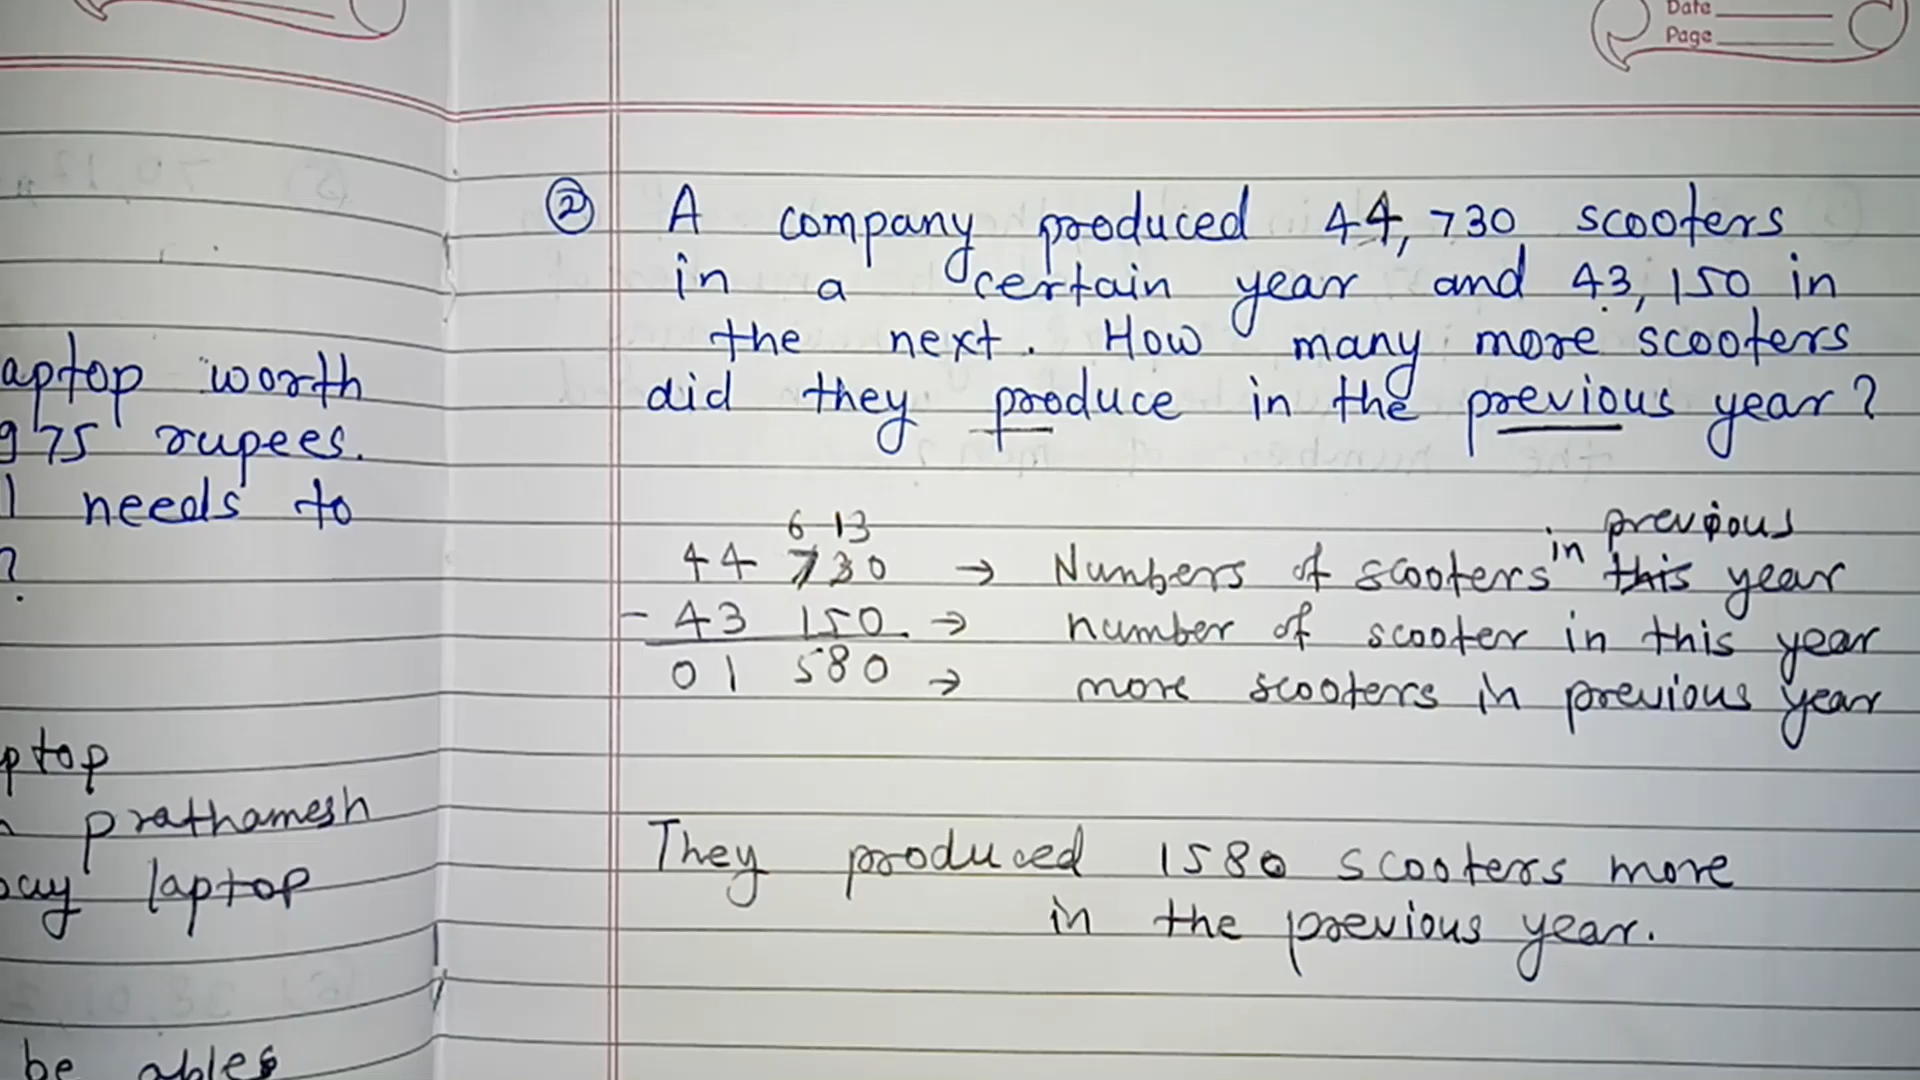 Date
Page
aptop worth
975 rupees.
needs to
?
ptop
prathamesh
laptop
be ables
② A company produced 44,730 scooters
in a certain year and 43,150 in
the next. How many more scooters
did they produce in the previous year?
6 13
in previous
44 730 → Numbers of scooters this year
- 43 150. → number of scooter in this year
01 580 → more scooters in previous year
They produced 1580 scooters more
in the previous year.